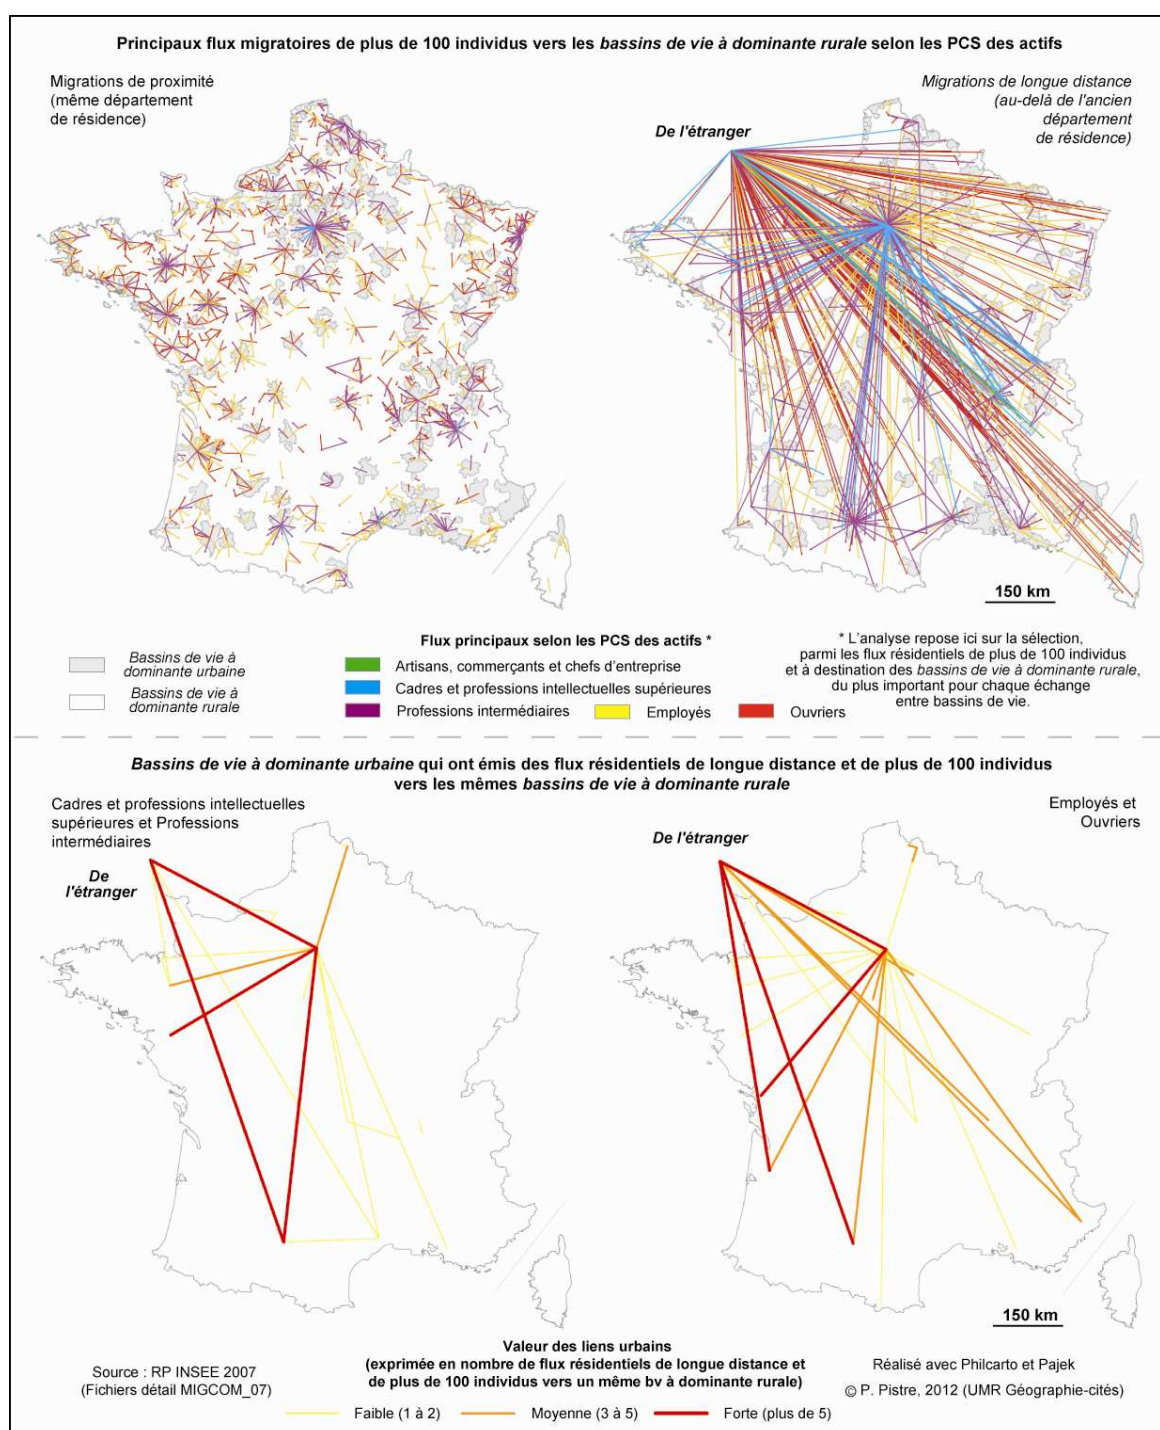 Principaux flux migratoires de plus de 100 individus vers les bassins de vie à dominante rurale selon les PCS des actifs
Migrations de proximité
(même département
de résidence)
Migrations de longue distance
(au-delà de l'ancien
département
de résidence)
De l'étranger
150 km
Bassins de vie à
dominante urbaine
Bassins de vie à
dominante rurale
Flux principaux selon les PCS des actifs *
Artisans, commerçants et chefs d'entreprise
Cadres et professions intellectuelles supérieures
Professions intermédiaires
Employés
Ouvriers
* L'analyse repose ici sur la sélection,
parmi les flux résidentiels de plus de 100 individus
et à destination des bassins de vie à dominante rurale,
du plus important pour chaque échange
entre bassins de vie.
Bassins de vie à dominante urbaine qui ont émis des flux résidentiels de longue distance et de plus de 100 individus
vers les mêmes bassins de vie à dominante rurale
Cadres et professions intellectuelles
supérieures et Professions
intermédiaires
De
l'étranger
Employés et
Ouvriers
De l'étranger
150 km
Valeur des liens urbains
(exprimée en nombre de flux résidentiels de longue distance et
de plus de 100 individus vers un même bv à dominante rurale)
Source : RP INSEE 2007
(Fichiers détail MIGCOM_07)
Réalisé avec Philcarto et Pajek
© P. Pistre, 2012 (UMR Géographie-cités)
Faible (1 à 2)
Moyenne (3 à 5)
Forte (plus de 5)